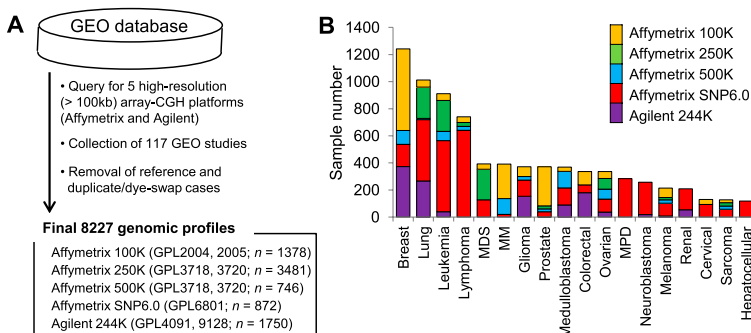 A
GEO database
• Query for 5 high-resolution
(> 100kb) array-CGH platforms
(Affymetrix and Agilent)
• Collection of 117 GEO studies
• Removal of reference and
duplicate/dye-swap cases
Final 8227 genomic profiles
Affymetrix 100K (GPL2004, 2005; n = 1378)
Affymetrix 250K (GPL3718, 3720; n = 3481)
Affymetrix 500K (GPL3718, 3720; n = 746)
Affymetrix SNP6.0 (GPL6801; n = 872)
Agilent 244K (GPL4091, 9128; n = 1750)
B
Sample number
1400
1200
1000
800
600
400
200
0
Affymetrix 100K
Affymetrix 250K
Affymetrix 500K
Affymetrix SNP6.0
Agilent 244K
Breast
Lung
Leukemia
Lymphoma
MDS
MM
Glioma
Prostate
Medulloblastoma
Colorectal
Ovarian
MPD
Neuroblastoma
Melanoma
Renal
Cervical
Sarcoma
Hepatocellular